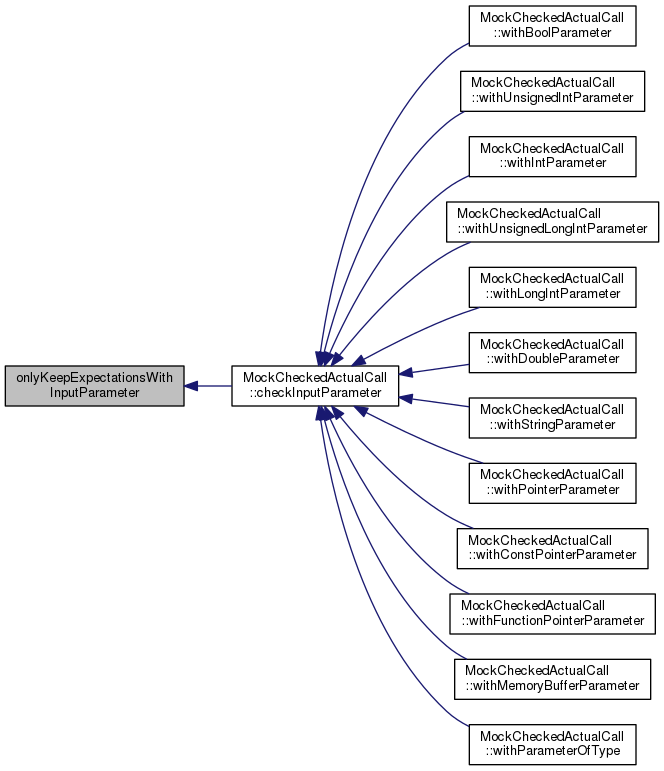 MockCheckedActualCall
::withBoolParameter
MockCheckedActualCall
::withUnsignedIntParameter
MockCheckedActualCall
::withIntParameter
MockCheckedActualCall
::withUnsignedLongIntParameter
MockCheckedActualCall
::withLongIntParameter
MockCheckedActualCall
::withDoubleParameter
onlyKeepExpectationsWith
InputParameter
MockCheckedActualCall
::checkInputParameter
MockCheckedActualCall
::withStringParameter
MockCheckedActualCall
::withPointerParameter
MockCheckedActualCall
::withConstPointerParameter
MockCheckedActualCall
::withFunctionPointerParameter
MockCheckedActualCall
::withMemoryBufferParameter
MockCheckedActualCall
::withParameterOfType